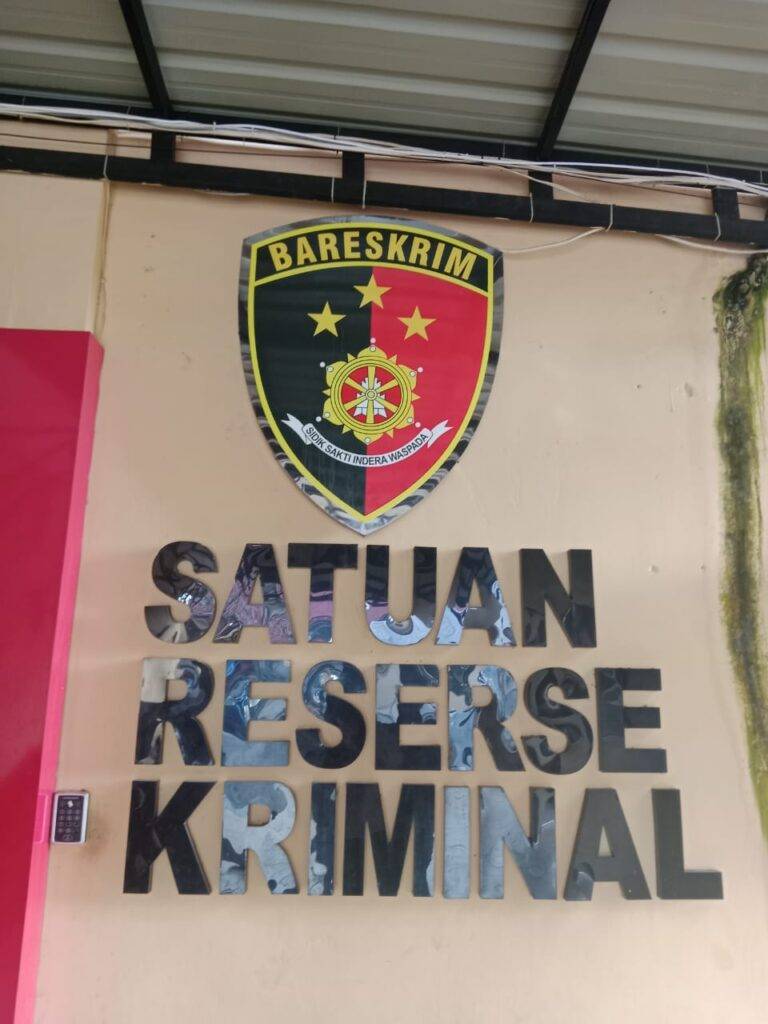 BARESKRIM
SIDIK SAKTI INDERA WASPADA
SATUAN
RESERSE
KRIMINAL